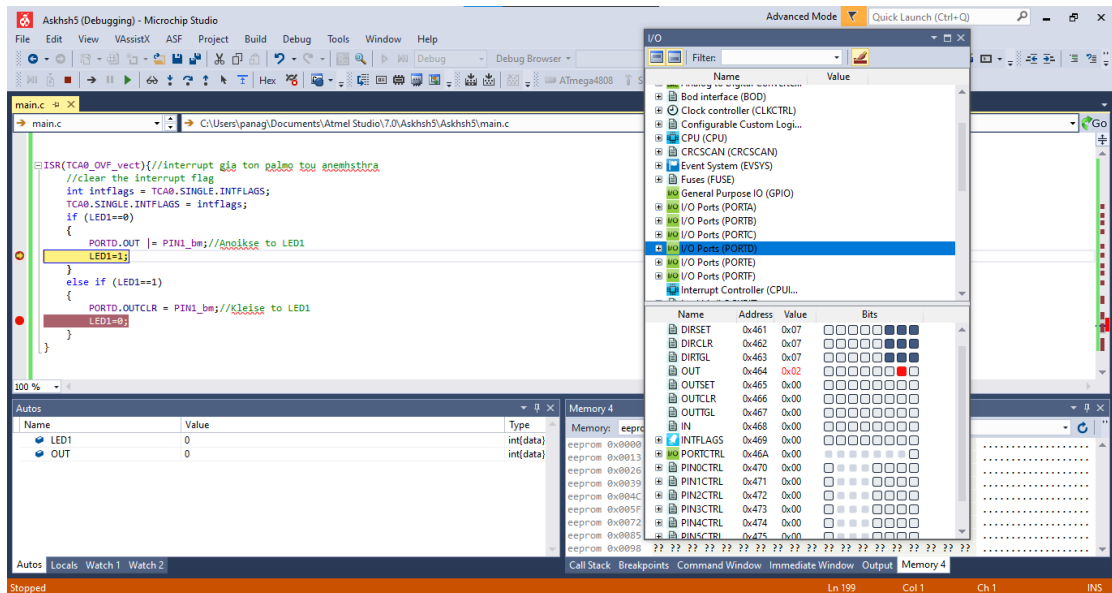 Askhsh5 (Debugging) - Microchip Studio
Advanced Mode
Quick Launch (Ctrl+Q)
File Edit View VAssistX ASF Project Build Debug Tools Window Help
Debug
Debug Browser
Hex
ATmega4808
main.c
main.c
C:\Users\panag\Documents\Atmel Studio\7.0\Askhsh5\Askhsh5\main.c
Go
ISR(TCA0_OVF_vect){//interrupt gia ton palmo tou anemhsthra
//clear the interrupt flag
int intflags = TCA0.SINGLE.INTFLAGS;
TCA0.SINGLE.INTFLAGS = intflags;
if (LED1==0)
{
PORTD.OUT |= PIN1_bm;//Anoikse to LED1
LED1=1;
}
else if (LED1==1)
{
PORTD.OUTCLR = PIN1_bm;//Kleise to LED1
LED1=0;
}
}
100 %
I/O
Filter:
Name Value
Bod interface (BOD)
Clock controller (CLKCTRL)
Configurable Custom Logi...
CPU (CPU)
CRCSCAN (CRCSCAN)
Event System (EVSYS)
Fuses (FUSE)
General Purpose IO (GPIO)
I/O Ports (PORTA)
I/O Ports (PORTB)
I/O Ports (PORTC)
I/O Ports (PORTD)
I/O Ports (PORTE)
I/O Ports (PORTF)
Interrupt Controller (CPUI...
Name Address Value Bits
DIRSET 0x461 0x07
DIRCLR 0x462 0x07
DIRTGL 0x463 0x07
OUT 0x464 0x02
OUTSET 0x465 0x00
OUTCLR 0x466 0x00
OUTTGL 0x467 0x00
IN 0x468 0x00
INTFLAGS 0x469 0x00
PORTCTRL 0x46A 0x00
PIN0CTRL 0x470 0x00
PIN1CTRL 0x471 0x00
PIN2CTRL 0x472 0x00
PIN3CTRL 0x473 0x00
PIN4CTRL 0x474 0x00
PIN5CTRL 0x475 0x00
Autos
Name Value Type
LED1 0 int{data}
OUT 0 int{data}
Autos Locals Watch 1 Watch 2
Memory 4
Memory: eepro
eeprom 0x0000
eeprom 0x0013
eeprom 0x0026
eeprom 0x0039
eeprom 0x004C
eeprom 0x005F
eeprom 0x0072
eeprom 0x0085
eeprom 0x0098 ?? ?? ?? ?? ?? ?? ?? ?? ?? ?? ?? ?? ?? ?? ?? ?? ?? ?? ?? ...................
Call Stack Breakpoints Command Window Immediate Window Output Memory 4
Stopped
Ln 199 Col 1 Ch 1 INS